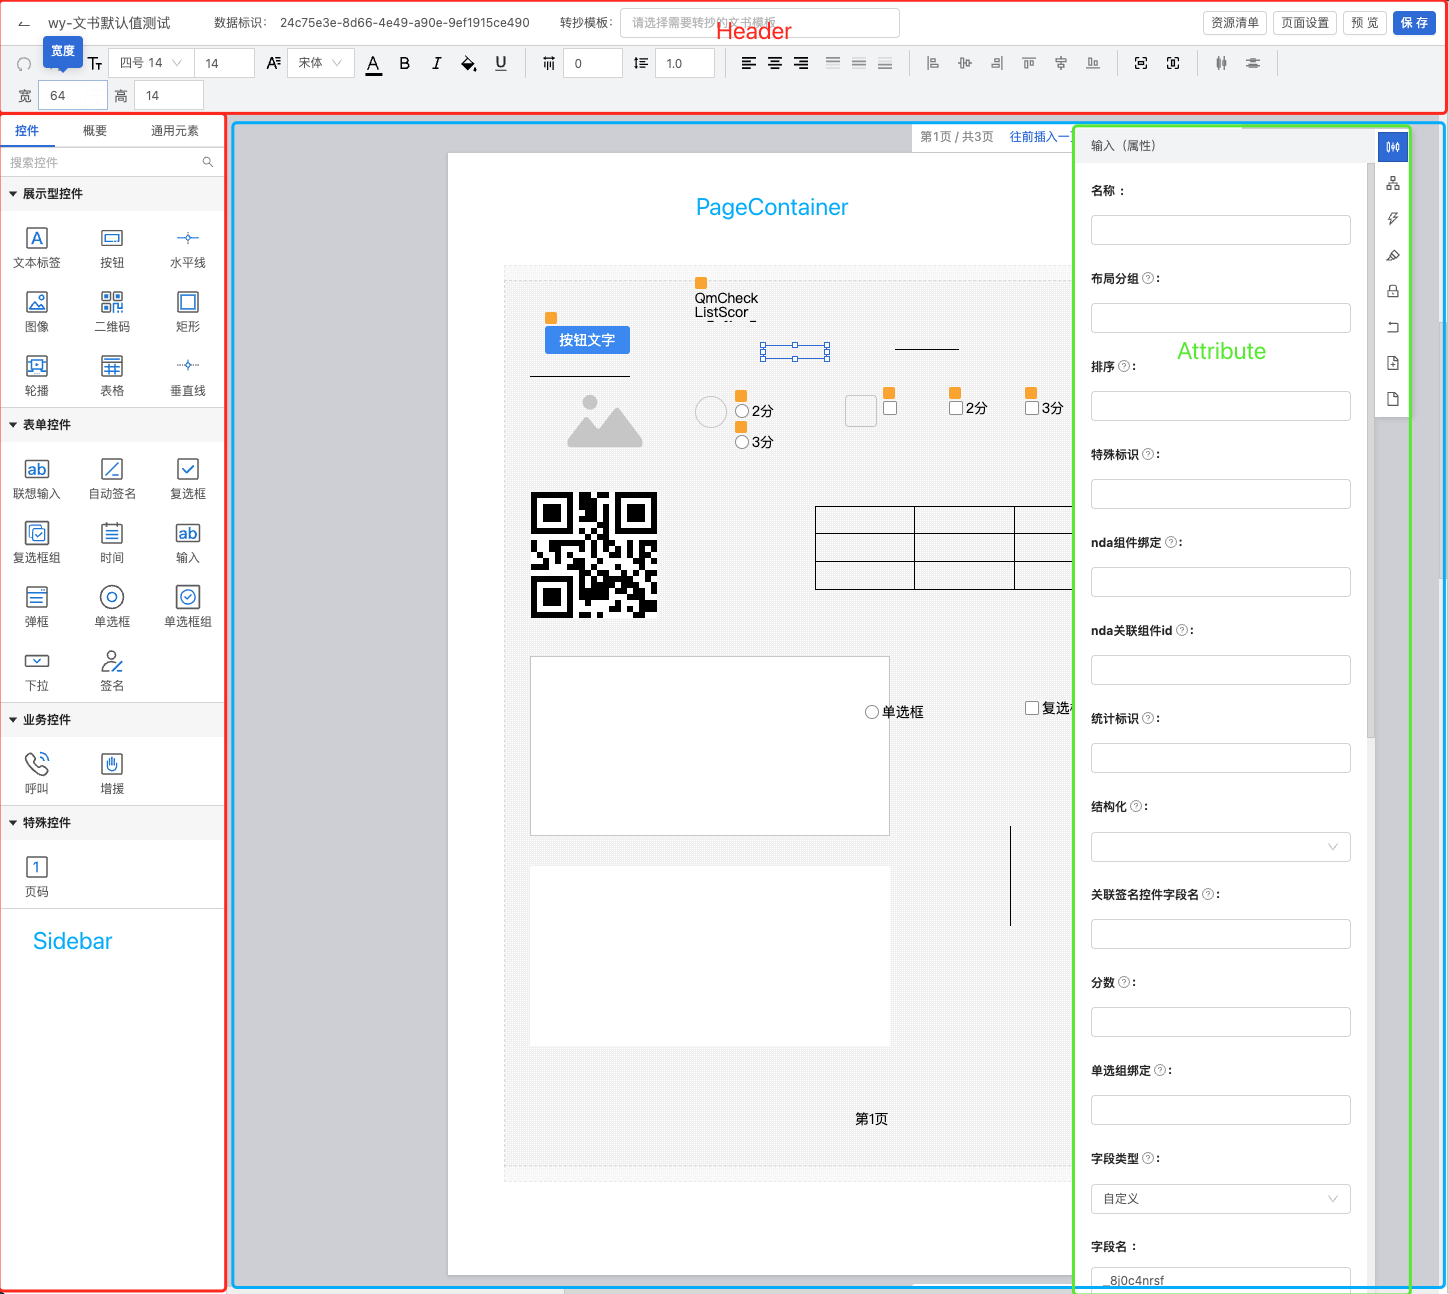 wy-文书默认值测试
数据标识: 24c75e3e-8d66-4e49-a90e-9ef1915ce490
转抄模板:
请选择需要转抄的文书模板
Header
资源清单
页面设置
预 览
保 存
宽度
四号 14
14
宋体
A
B
I
U
0
1.0
宽
64
高
14
控件
概要
通用元素
搜索控件
展示型控件
文本标签
按钮
水平线
图像
二维码
矩形
轮播
表格
垂直线
表单控件
联想输入
自动签名
复选框
复选框组
时间
输入
弹框
单选框
单选框组
下拉
签名
业务控件
呼叫
增援
特殊控件
页码
Sidebar
第1页 / 共3页
往前插入一
PageContainer
QmCheck
ListScor
按钮文字
2分
3分
2分
3分
单选框
复选
第1页
输入（属性）
名称 :
布局分组 :
Attribute
排序 :
特殊标识 :
nda组件绑定 :
nda关联组件id :
统计标识 :
结构化 :
关联签名控件字段名 :
分数 :
单选组绑定 :
字段类型 :
自定义
字段名 :
_8j0c4nrsf